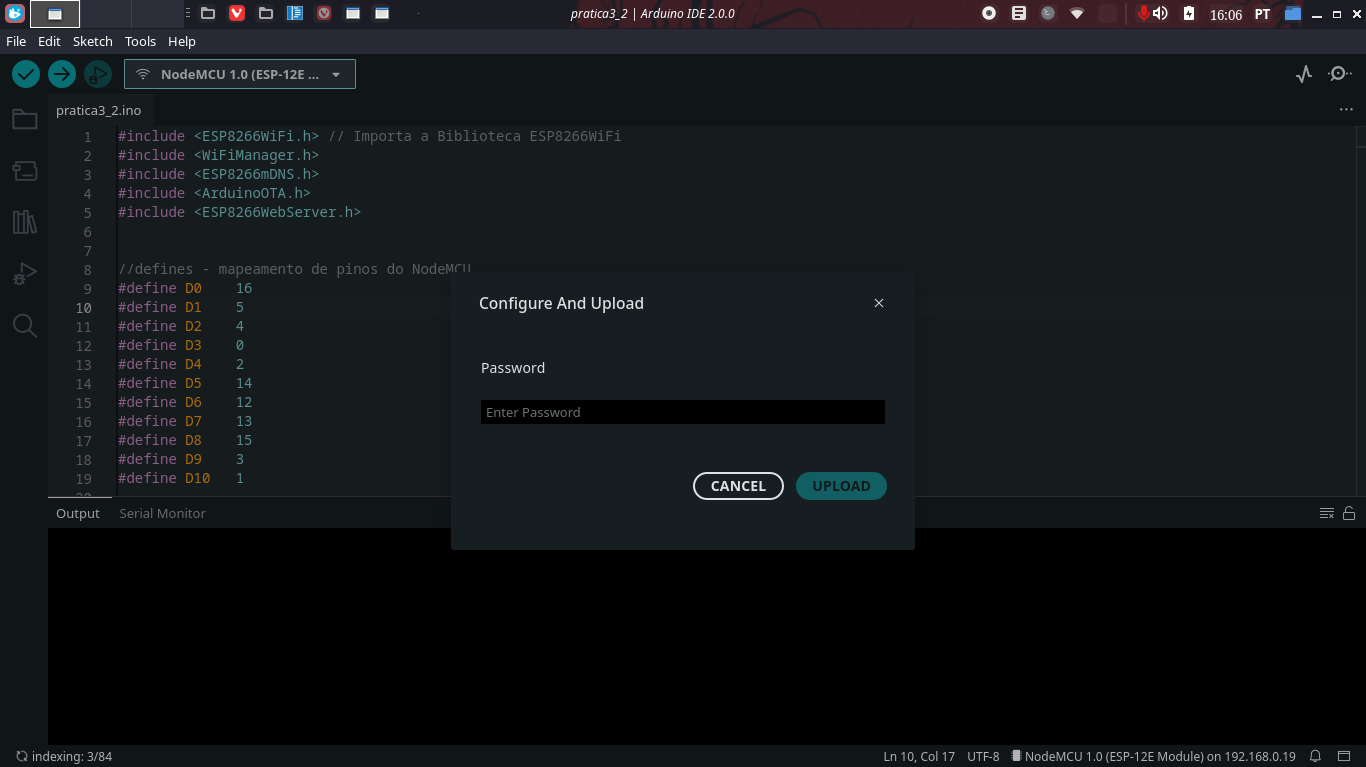 pratica3_2 | Arduino IDE 2.0.0
16:06
PT
File Edit Sketch Tools Help
NodeMCU 1.0 (ESP-12E ...
pratica3_2.ino
1 #include <ESP8266WiFi.h> // Importa a Biblioteca ESP8266WiFi
2 #include <WiFiManager.h>
3 #include <ESP8266mDNS.h>
4 #include <ArduinoOTA.h>
5 #include <ESP8266WebServer.h>
6
7
8 //defines - mapeamento de pinos do NodeMCU
9 #define D0 16
10 #define D1 5
11 #define D2 4
12 #define D3 0
13 #define D4 2
14 #define D5 14
15 #define D6 12
16 #define D7 13
17 #define D8 15
18 #define D9 3
19 #define D10 1
Configure And Upload
Password
Enter Password
CANCEL UPLOAD
Output Serial Monitor
indexing: 3/84
Ln 10, Col 17 UTF-8 NodeMCU 1.0 (ESP-12E Module) on 192.168.0.19